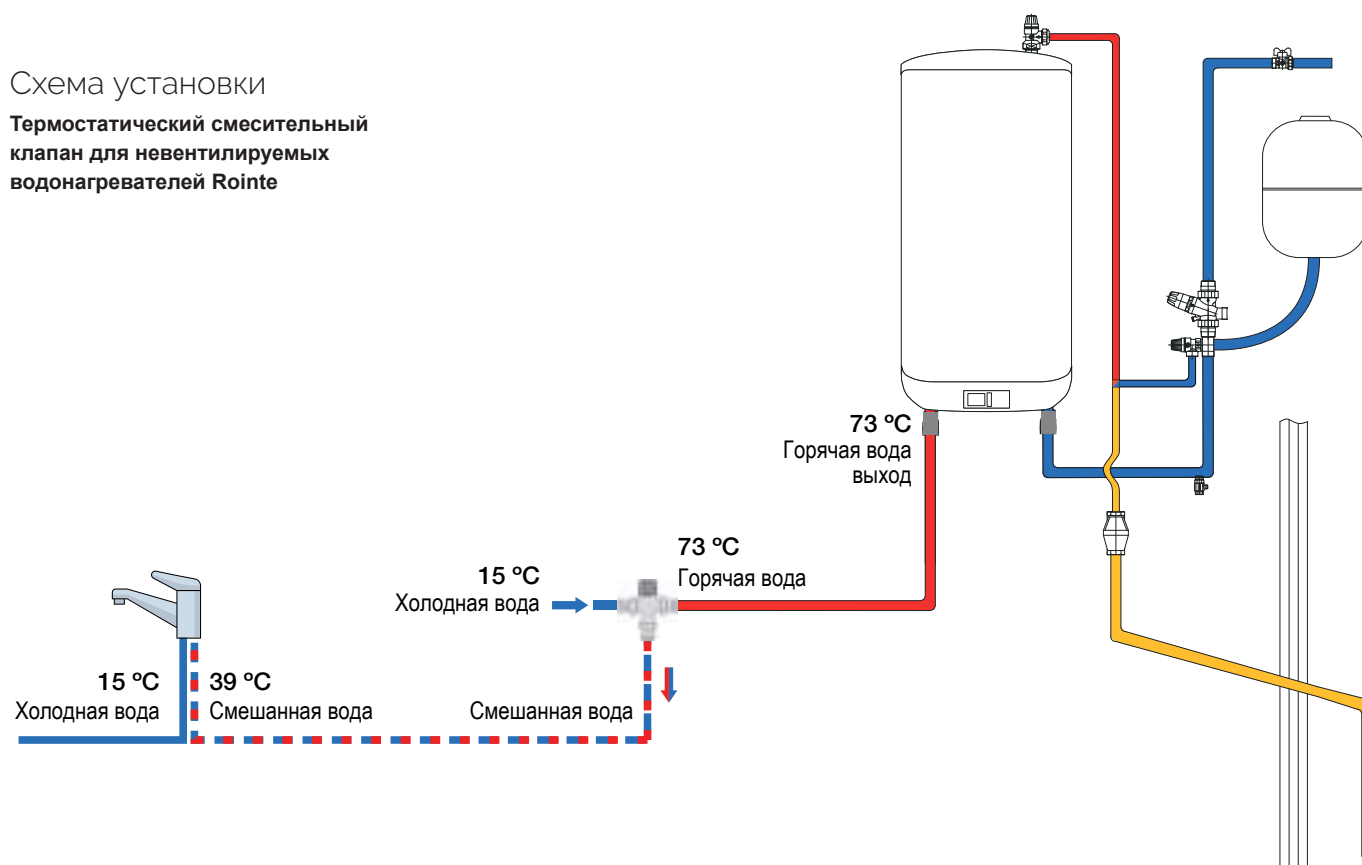 Схема установки
Термостатический смесительный
клапан для невентилируемых
водонагревателей Rointe
73 ºC
Горячая вода
выход
73 ºC
Горячая вода
15 ºC
Холодная вода
15 ºC
Холодная вода
39 ºC
Смешанная вода
Смешанная вода